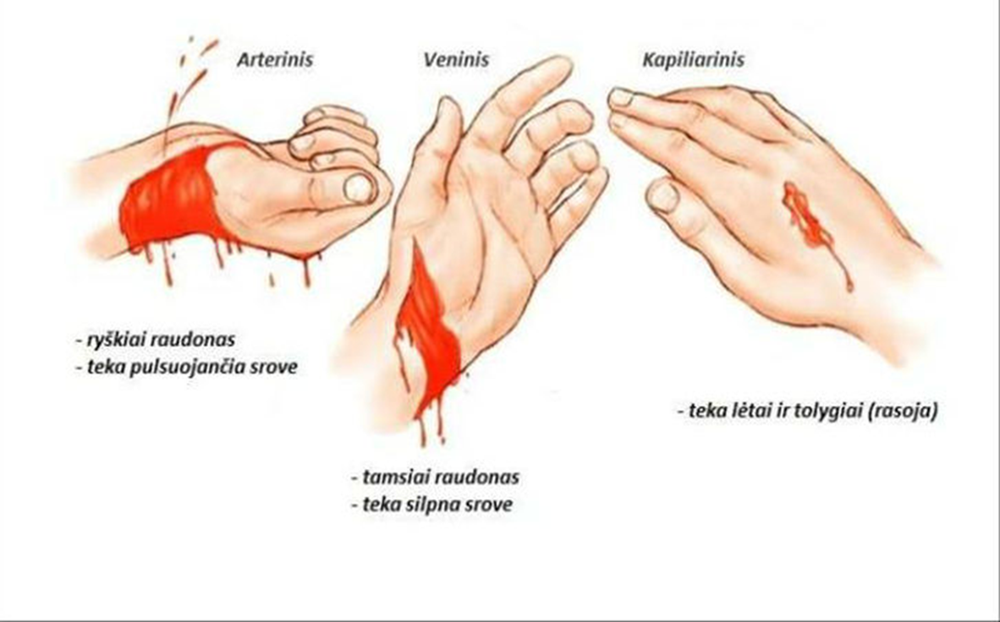 Arterinis
Veninis
Kapiliarinis
- ryškiai raudonas
- teka pulsuojančia srove
- teka lėtai ir tolygiai (rasoja)
- tamsiai raudonas
- teka silpna srove